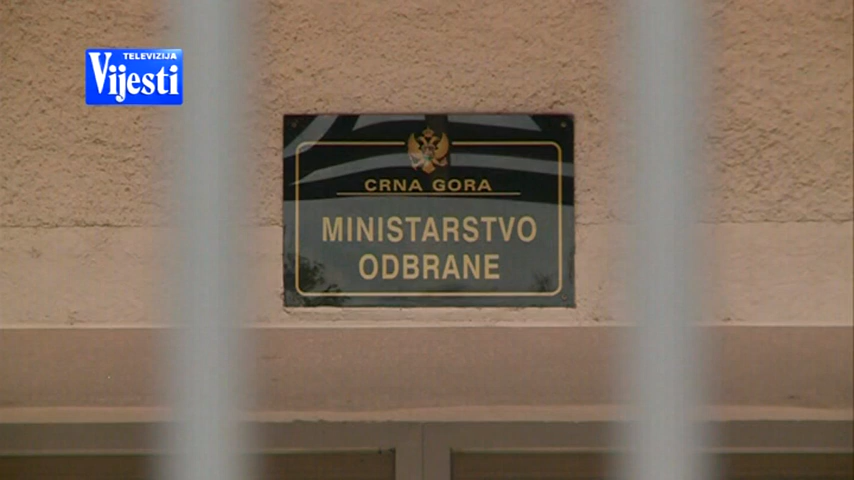 TELEVIZIJA
Vijesti
CRNA GORA
MINISTARSTVO
ODBRANE